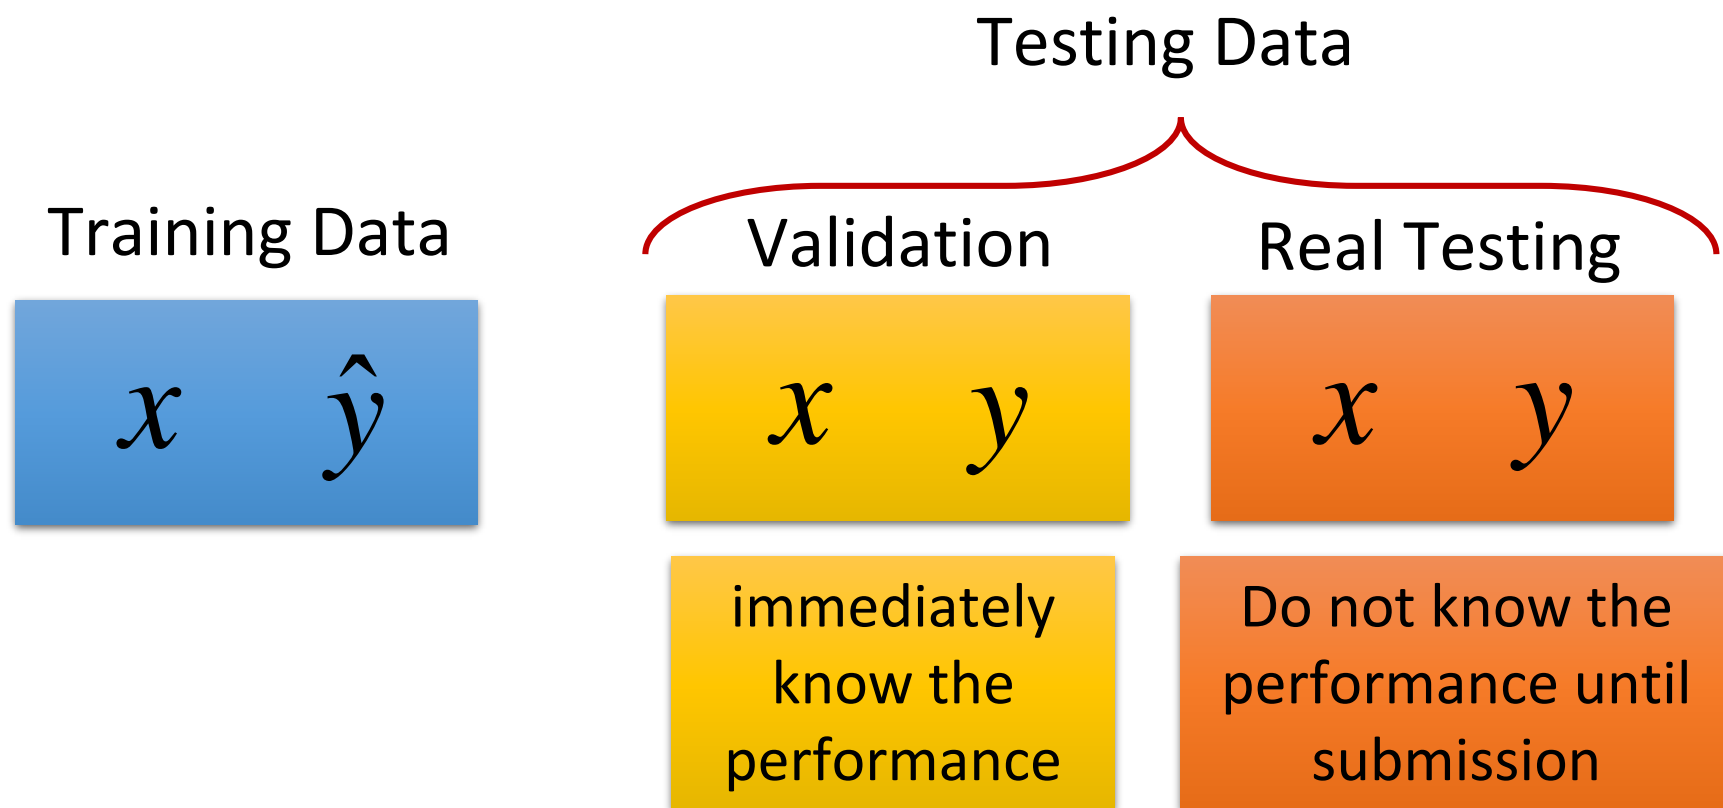 Testing Data
Training Data
Validation
Real Testing
x ŷ
x y
x y
immediately
know the
performance
Do not know the
performance until
submission